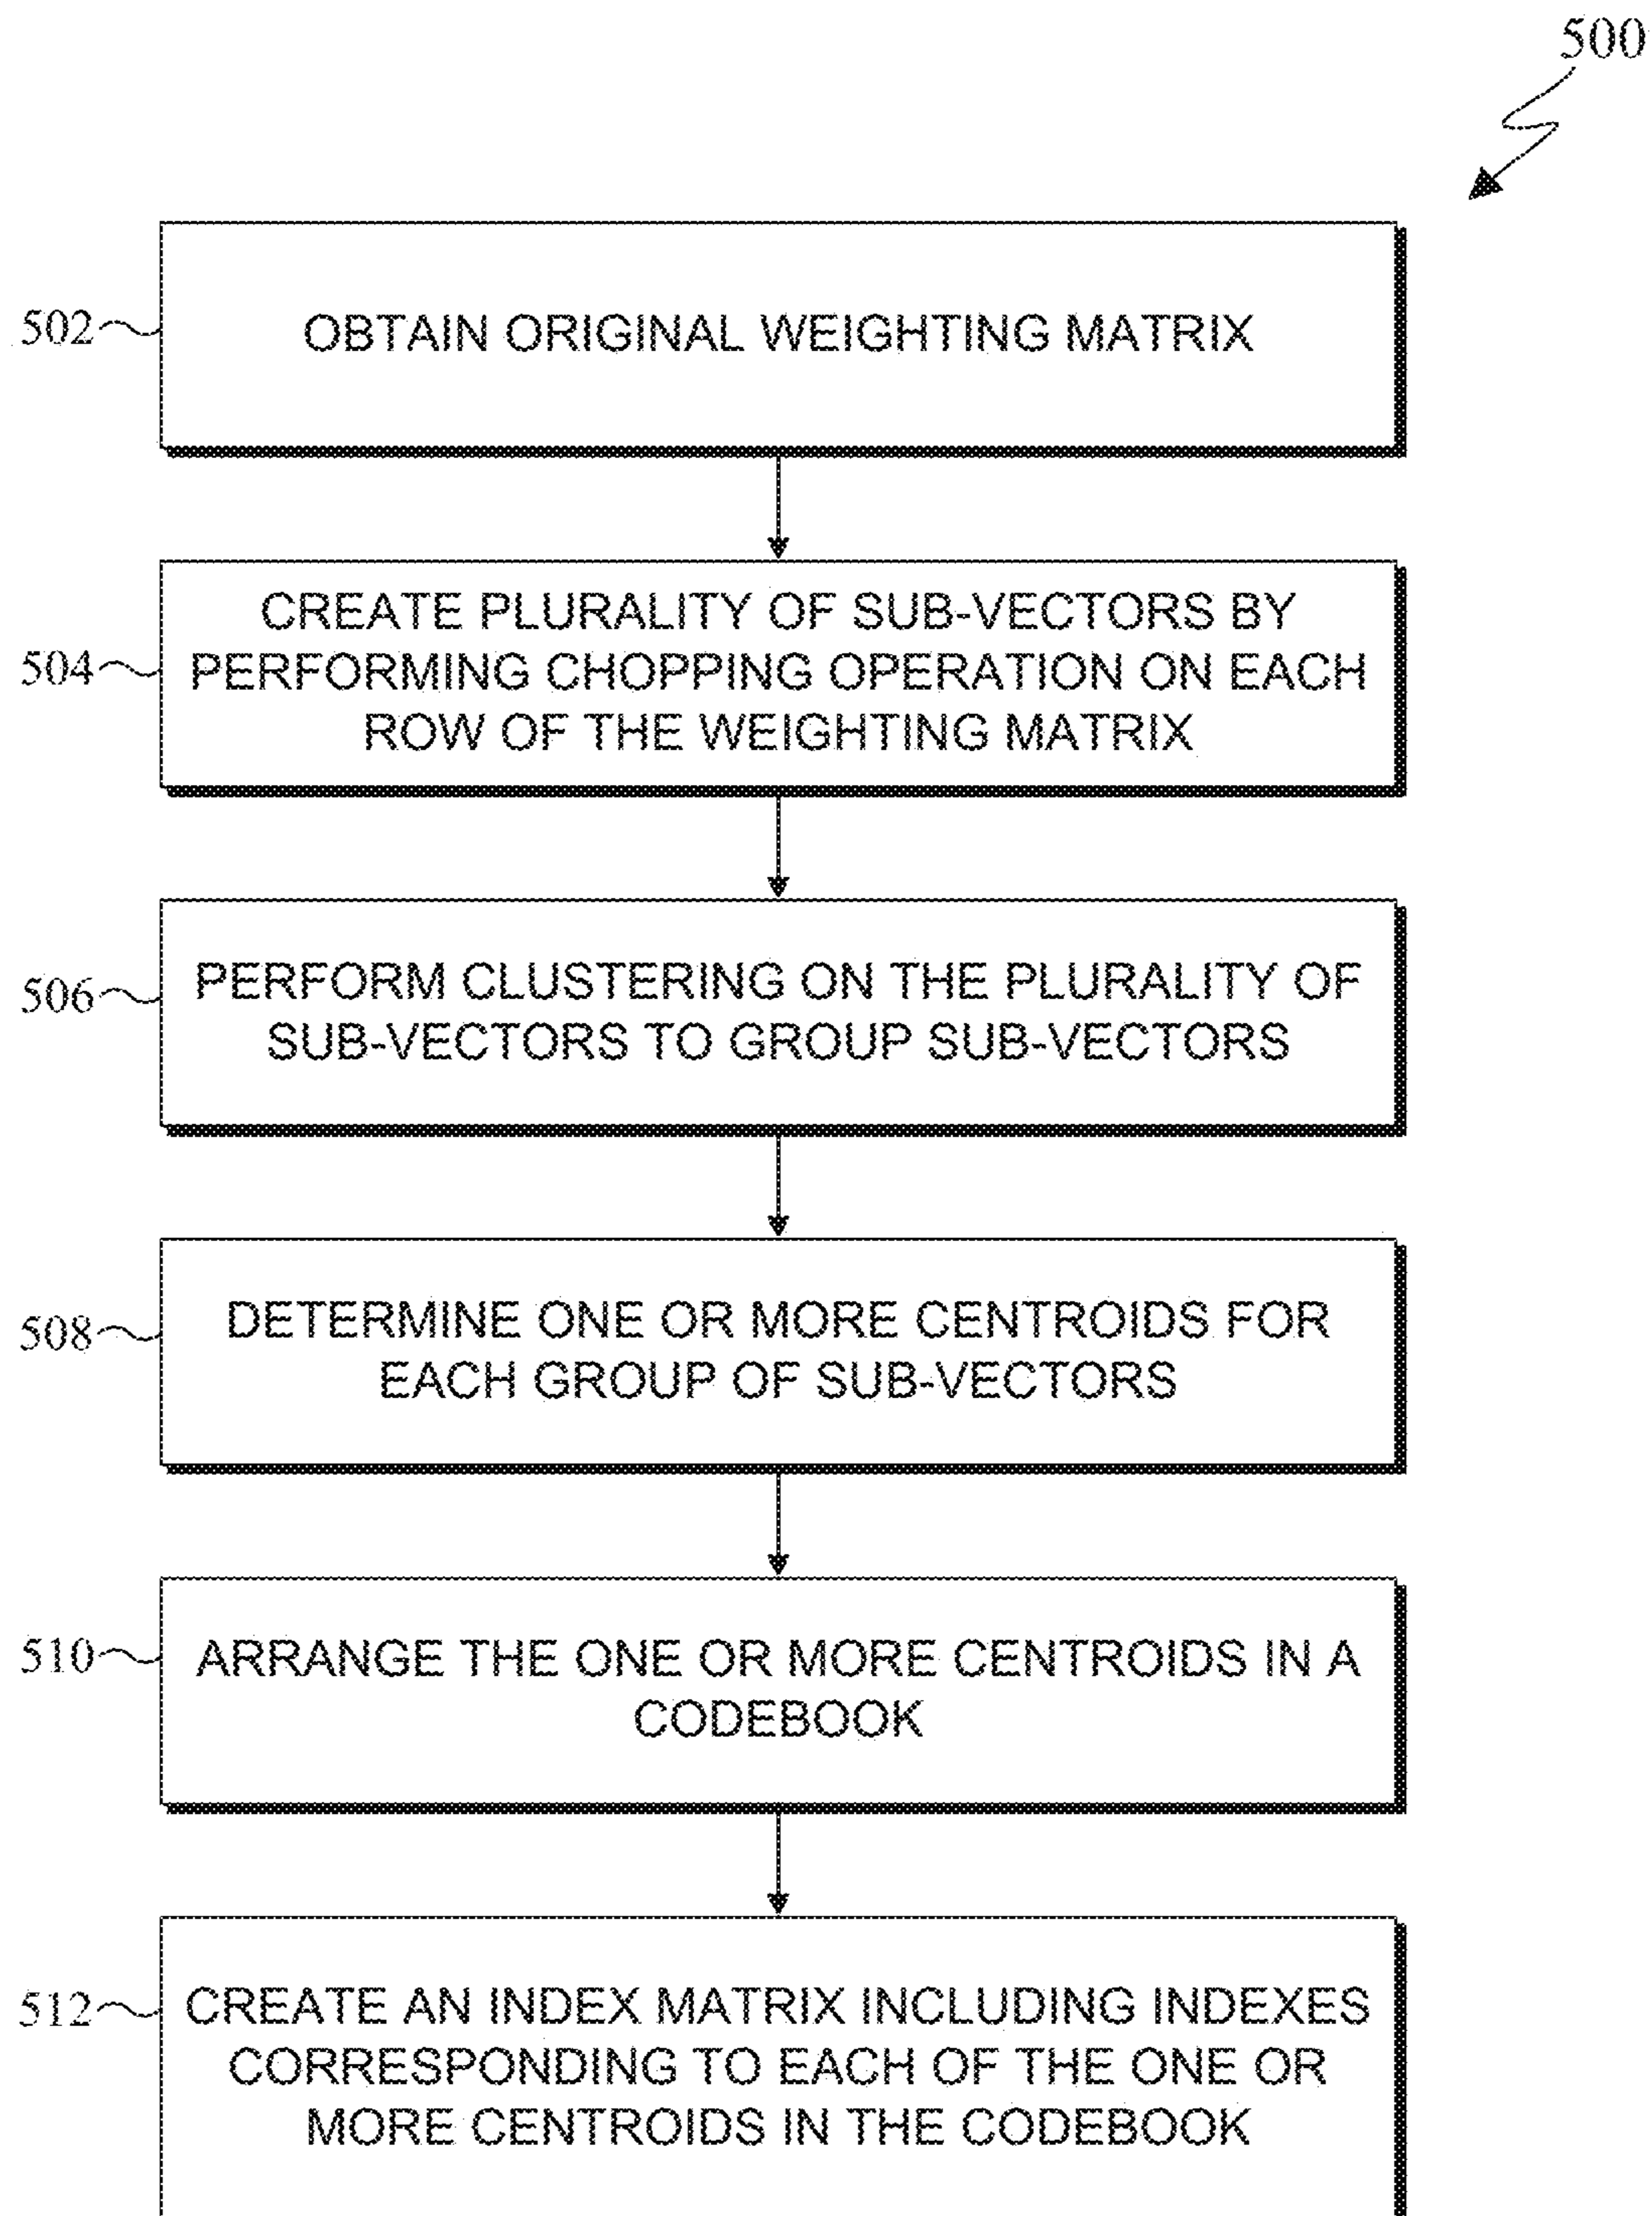 500
502
OBTAIN ORIGINAL WEIGHTING MATRIX
504
CREATE PLURALITY OF SUB-VECTORS BY
PERFORMING CHOPPING OPERATION ON EACH
ROW OF THE WEIGHTING MATRIX
506
PERFORM CLUSTERING ON THE PLURALITY OF
SUB-VECTORS TO GROUP SUB-VECTORS
508
DETERMINE ONE OR MORE CENTROIDS FOR
EACH GROUP OF SUB-VECTORS
510
ARRANGE THE ONE OR MORE CENTROIDS IN A
CODEBOOK
512
CREATE AN INDEX MATRIX INCLUDING INDEXES
CORRESPONDING TO EACH OF THE ONE OR
MORE CENTROIDS IN THE CODEBOOK